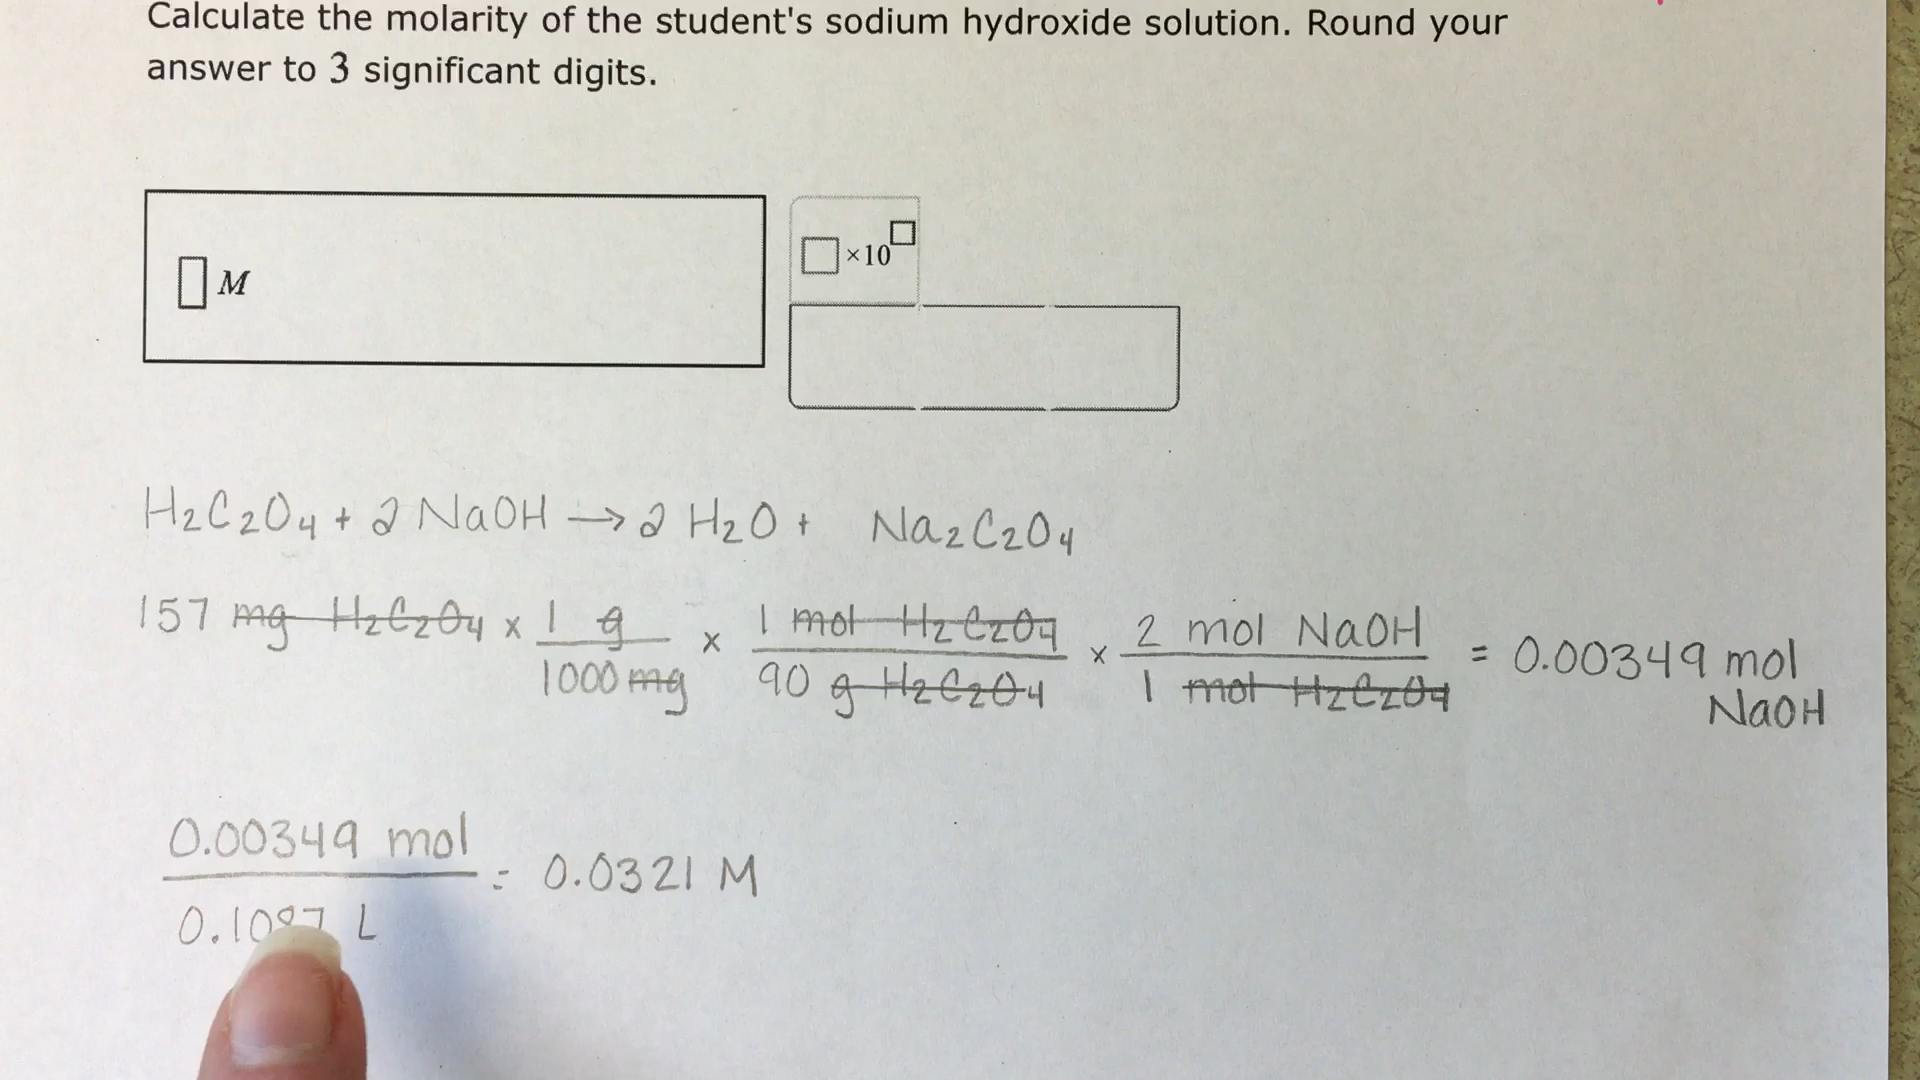 Calculate the molarity of the student's sodium hydroxide solution. Round your
answer to 3 significant digits.
▯ M
□ ×10□
H₂C₂O₄ + 2 NaOH → 2 H₂O + Na₂C₂O₄
157 mg H₂C₂O₄ × 1 g / 1000 mg × 1 mol H₂C₂O₄ / 90 g H₂C₂O₄ × 2 mol NaOH / 1 mol H₂C₂O₄ = 0.00349 mol
NaOH
0.00349 mol / 0.1087 L = 0.0321 M